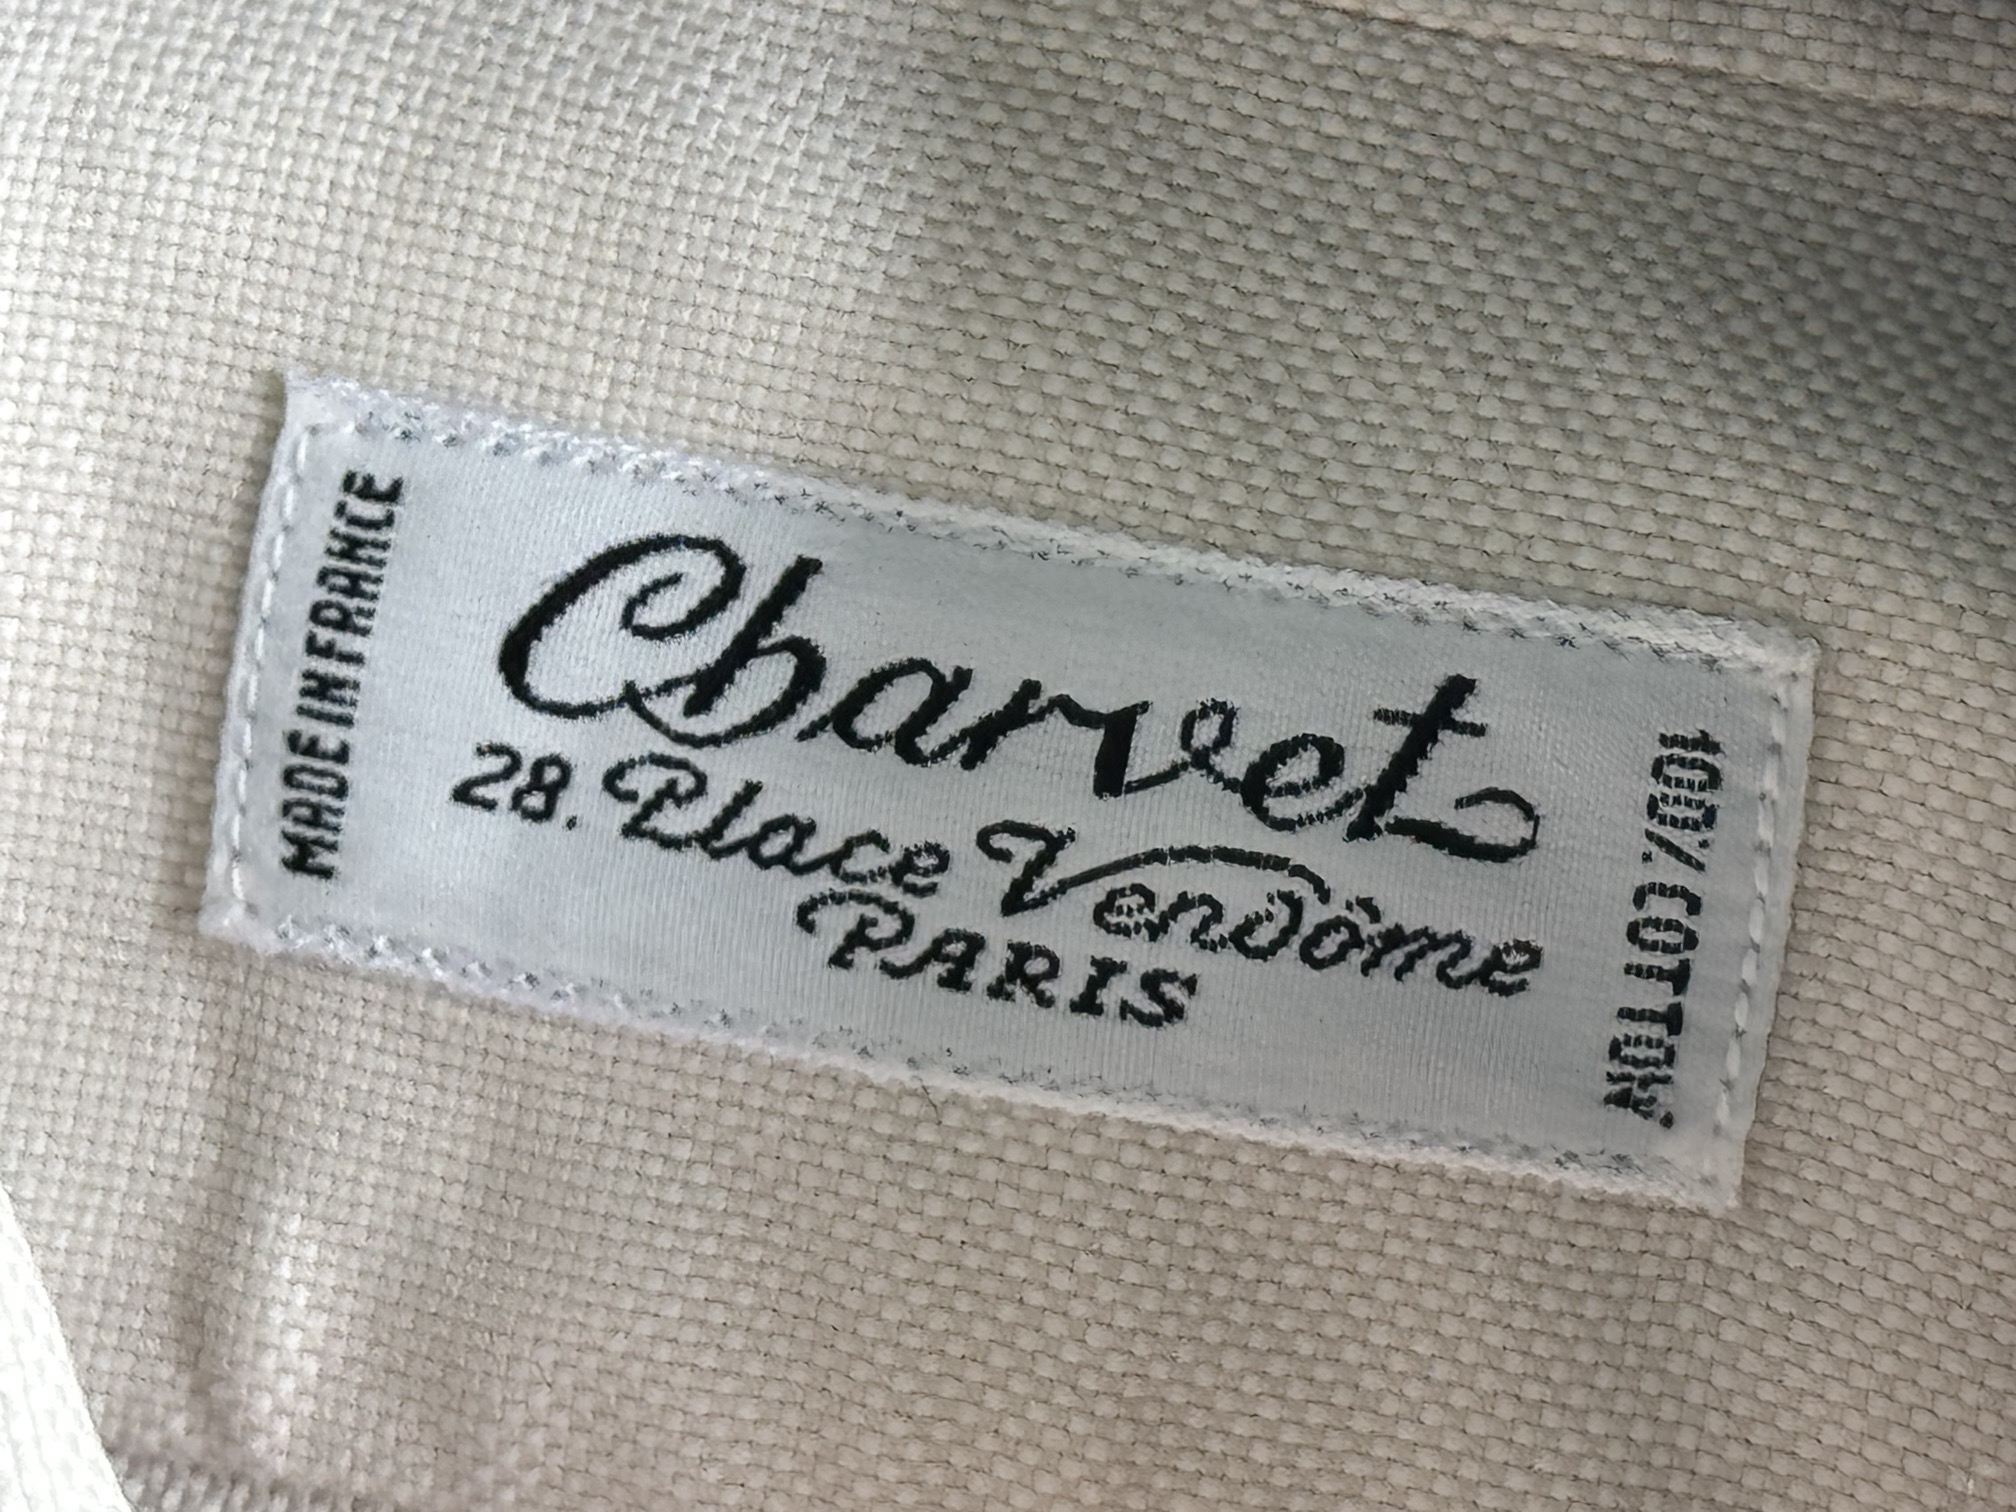 MADE IN FRANCE
Charvet
28. Place Vendôme
PARIS
100% COTTON